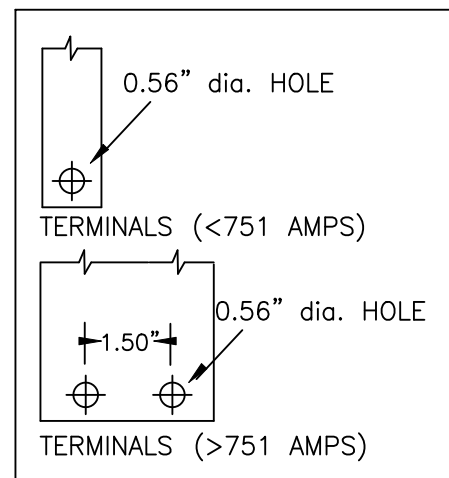 0.56” dia. HOLE
TERMINALS (<751 AMPS)
0.56” dia. HOLE
1.50”
TERMINALS (>751 AMPS)